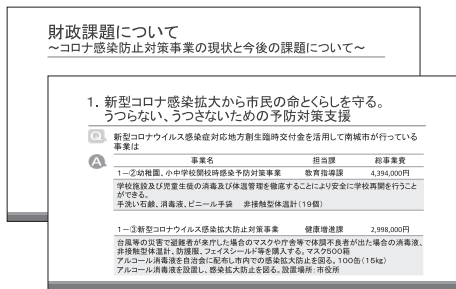 財政課題について
～コロナ感染防止対策事業の現状と今後の課題について～
1．新型コロナ感染拡大から市民の命とくらしを守る。
うつらない、うつさないための予防対策支援
Q 新型コロナウイルス感染症対応地方創生臨時交付金を活用して南城市が行っている
事業は
A
事業名 担当課 総事業費
1－②幼稚園、小中学校開校時感染予防対策事業 教育指導課 4,394,000円
学校施設及び児童生徒の消毒及び体温管理を徹底することにより安全に学校再開を行うこと
ができる。
手洗い石鹸、消毒液、ビニール手袋 非接触型体温計（19個）
1－③新型コロナウイルス感染拡大防止対策事業 健康増進課 2,998,000円
台風等の災害で避難者が来庁した場合のマスクや庁舎等で体調不良者が出た場合の消毒液、
非接触型体温計、防護服、フェイスシールド等を購入する。マスク500箱
アルコール消毒液を自治会に配布し市内での感染拡大防止を図る。100缶（15kg）
アルコール消毒液を設置し、感染拡大防止を図る。設置場所：市役所